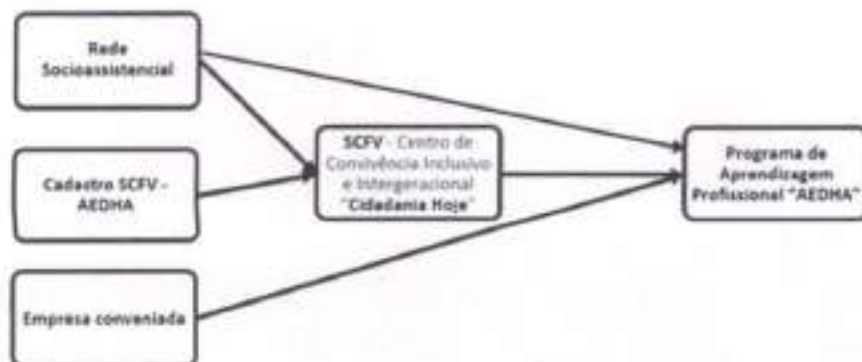 Rede
Socioassistencial
Cadastro SCFV -
AEDHA
Empresa conveniada
SCFV - Centro de
Convivência Inclusivo
e Intergeracional
"Cidadania Hoje"
Programa de
Aprendizagem
Profissional "AEDHA"